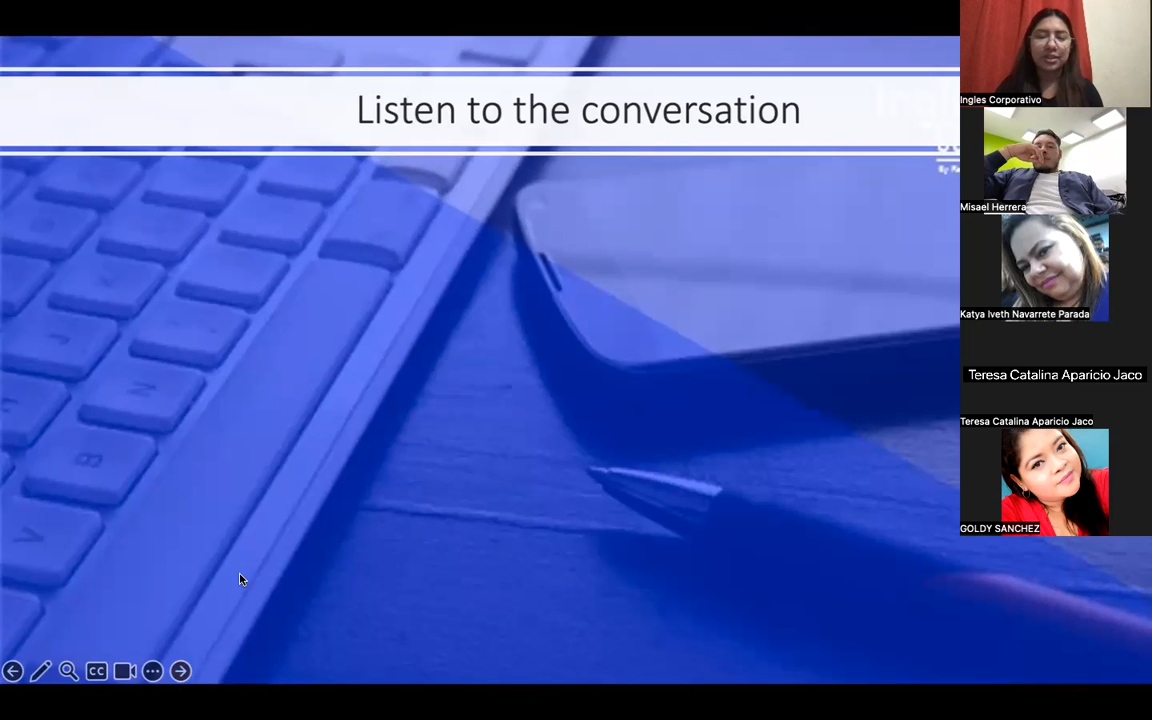 Listen to the conversation
Ingles Corporativo
Misael Herrera
Katya Iveth Navarrete Parada
Teresa Catalina Aparicio Jaco
Teresa Catalina Aparicio Jaco
GOLDY SANCHEZ
J
N
B
V
CC